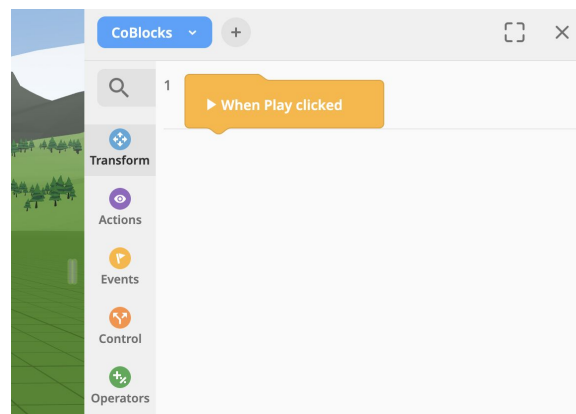 CoBlocks
1
When Play clicked
Transform
Actions
Events
Control
Operators